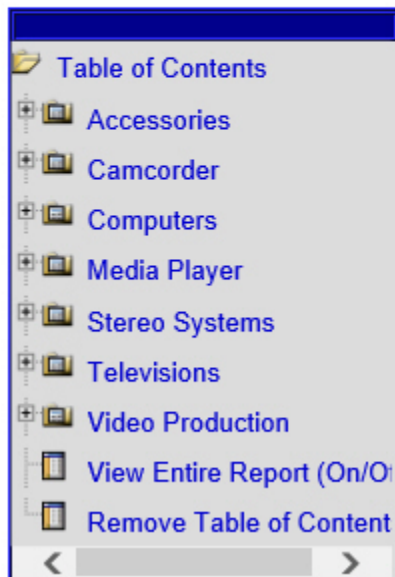 Table of Contents
Accessories
Camcorder
Computers
Media Player
Stereo Systems
Televisions
Video Production
View Entire Report (On/Of
Remove Table of Content